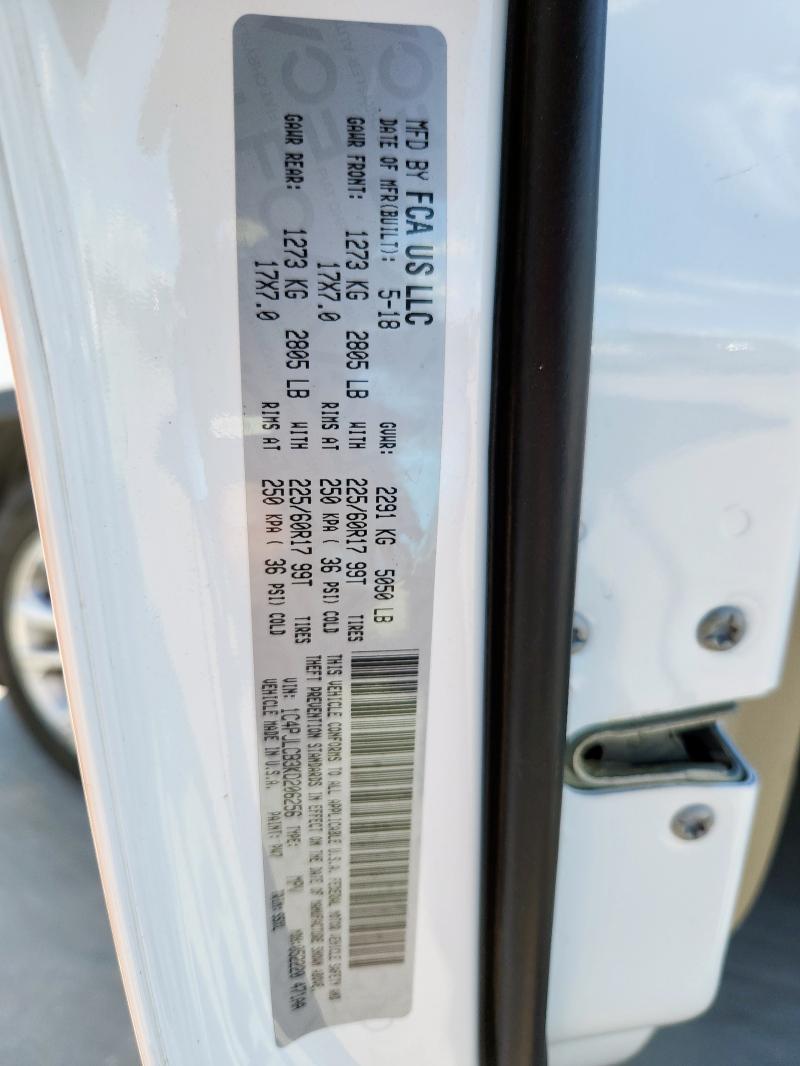 MFD BY FCA US LLC
DATE OF MFR(BUILT): 5-18 GVWR: 2291 KG 5050 LB
GAWR FRONT: 1273 KG 2805 LB WITH 225/60R17 99T TIRES
17X7.0 RIMS AT 250 KPA ( 36 PSI) COLD
GAWR REAR: 1273 KG 2805 LB WITH 225/60R17 99T TIRES
17X7.0 RIMS AT 250 KPA ( 36 PSI) COLD
THIS VEHICLE CONFORMS TO ALL APPLICABLE U.S.A. FEDERAL MOTOR VEHICLE SAFETY AND
THEFT PREVENTION STANDARDS IN EFFECT ON THE DATE OF MANUFACTURE SHOWN ABOVE.
VIN: 1C4PJLCB3KD206256 TYPE: MPV
VEHICLE MADE IN U.S.A. PAINT: PW7